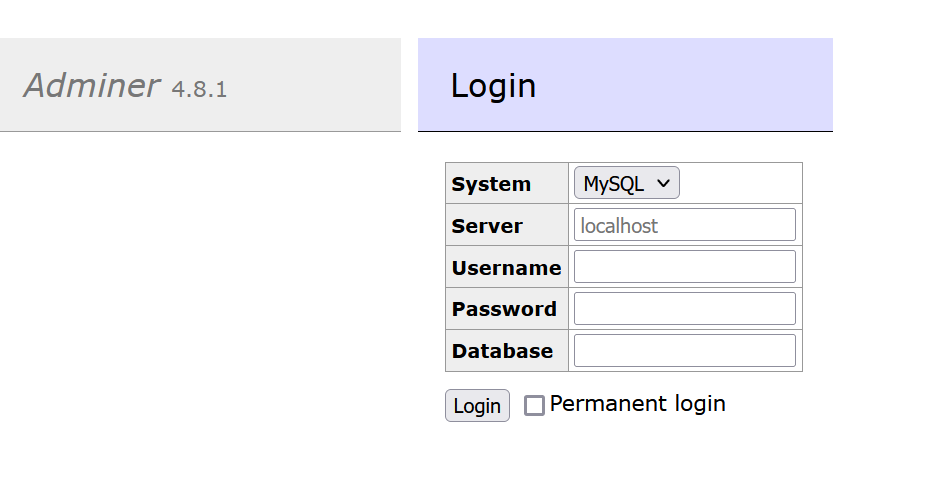 Adminer 4.8.1
Login
System MySQL
Server localhost
Username
Password
Database
Login Permanent login